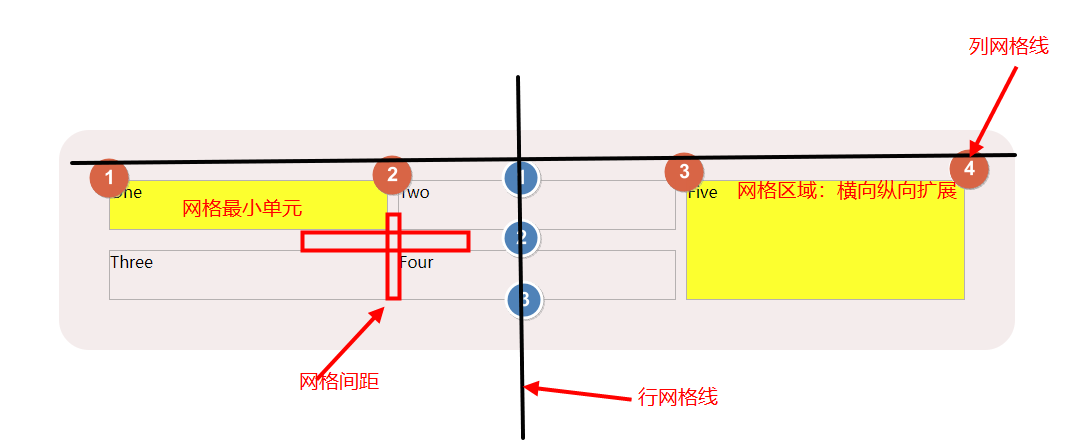 列网格线
1
2
1
3
4
One
Two
Five
网格区域：横向纵向扩展
网格最小单元
2
Three
Four
3
网格间距
行网格线